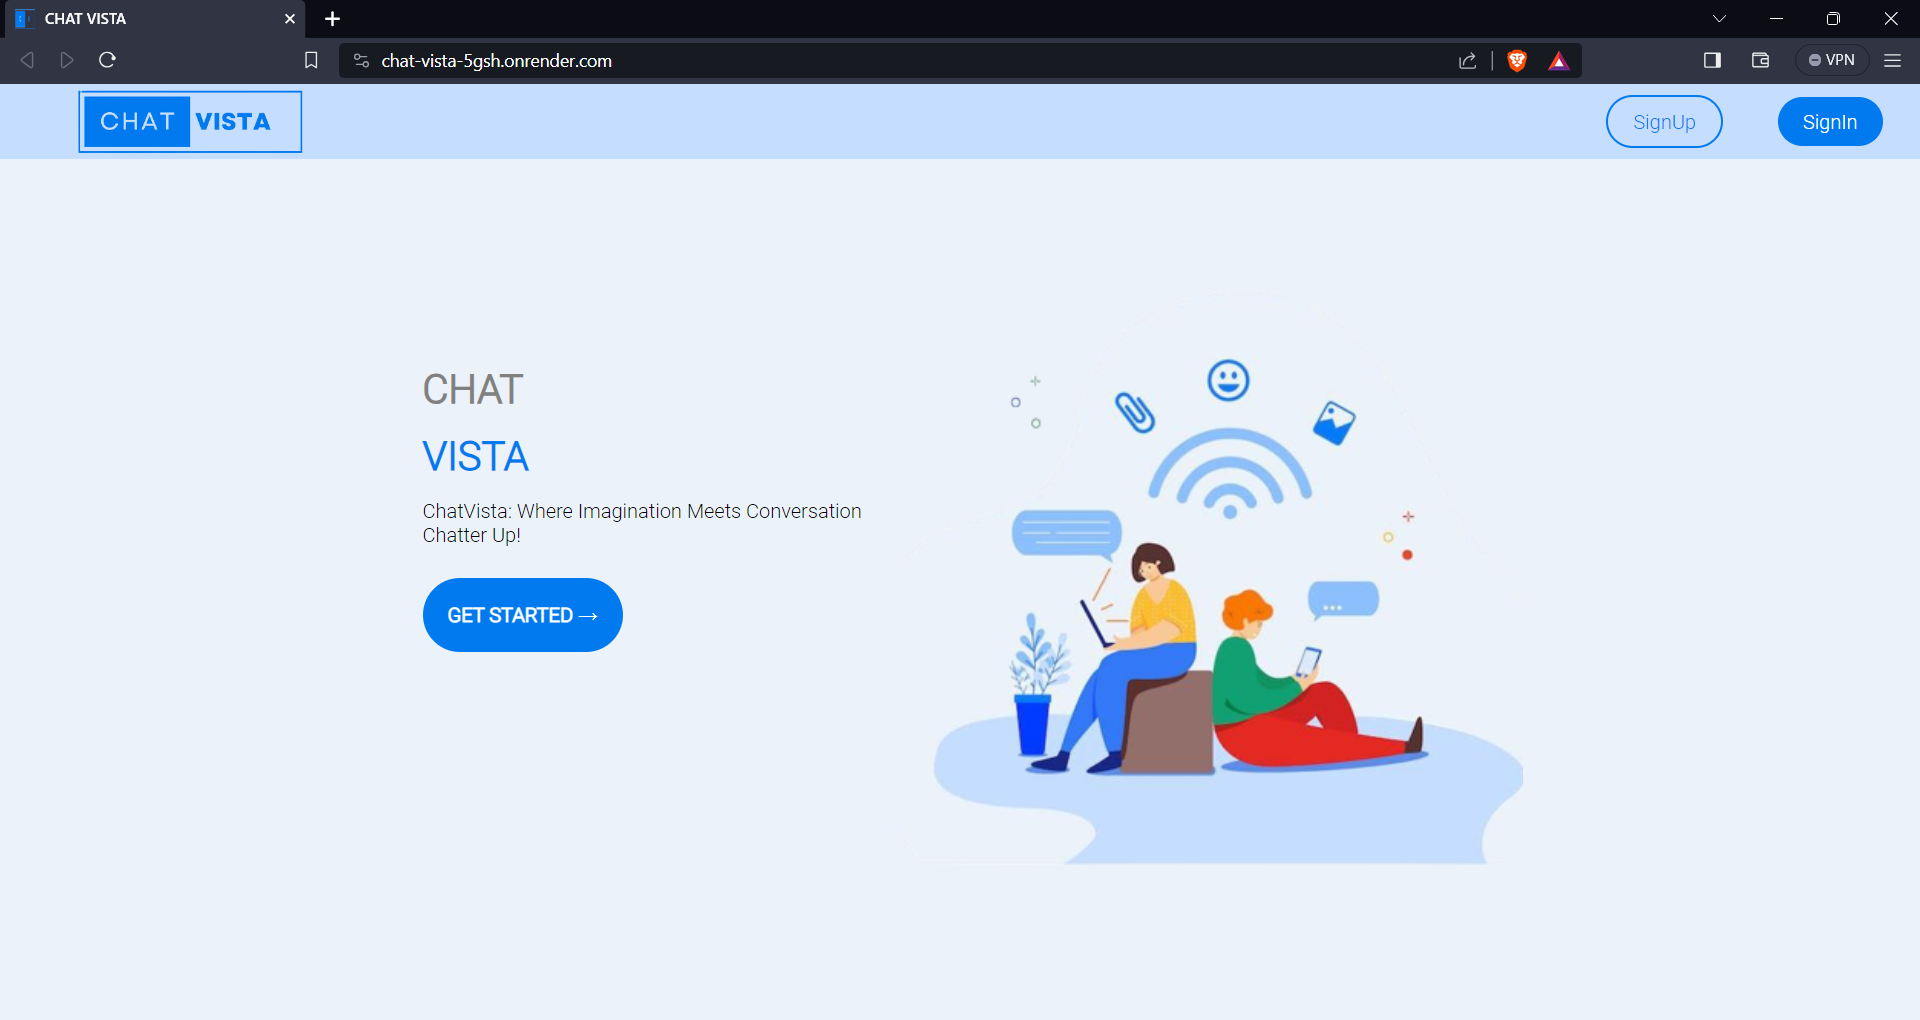 CHAT VISTA
chat-vista-5gsh.onrender.com
VPN
CHAT VISTA
SignUp
SignIn
CHAT
VISTA
ChatVista: Where Imagination Meets Conversation
Chatter Up!
GET STARTED →